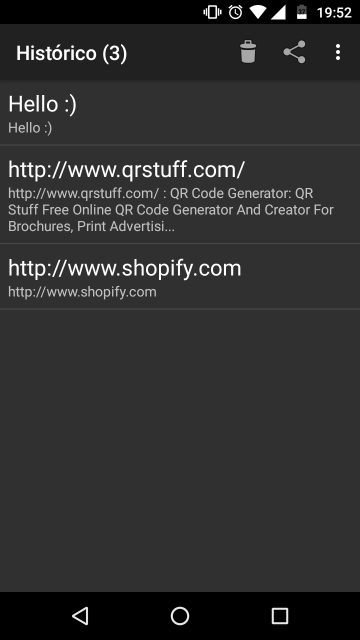 19:52
Histórico (3)
Hello :)
Hello :)
http://www.qrstuff.com/
http://www.qrstuff.com/ : QR Code Generator: QR
Stuff Free Online QR Code Generator And Creator For
Brochures, Print Advertisi...
http://www.shopify.com
http://www.shopify.com